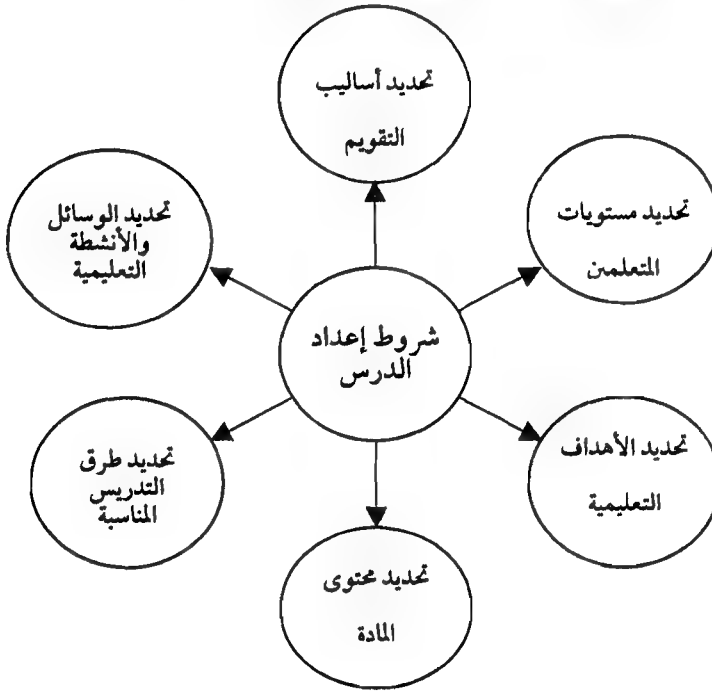 تحديد أساليب
التقويم
تحديد مستويات
المتعلمين
تحديد الوسائل
والأنشطة
التعليمية
شروط إعداد
الدرس
تحديد الأهداف
التعليمية
تحديد طرق
التدريس
المناسبة
تحديد محتوى
المادة